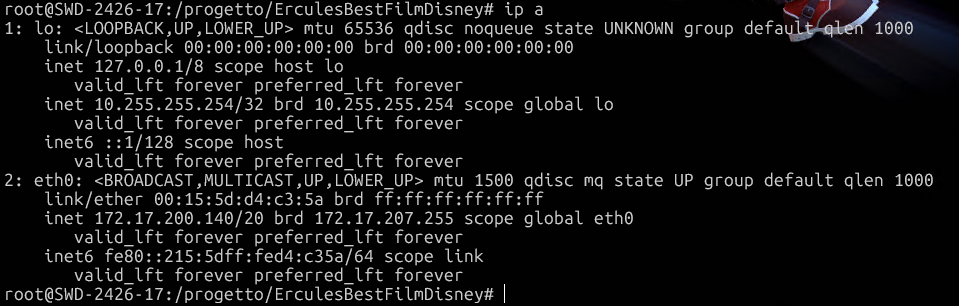 root@SWD-2426-17:/progetto/ErculesBestFilmDisney# ip a
1: lo: <LOOPBACK,UP,LOWER_UP> mtu 65536 qdisc noqueue state UNKNOWN group default qlen 1000
    link/loopback 00:00:00:00:00:00 brd 00:00:00:00:00:00
    inet 127.0.0.1/8 scope host lo
       valid_lft forever preferred_lft forever
    inet 10.255.255.254/32 brd 10.255.255.254 scope global lo
       valid_lft forever preferred_lft forever
    inet6 ::1/128 scope host
       valid_lft forever preferred_lft forever
2: eth0: <BROADCAST,MULTICAST,UP,LOWER_UP> mtu 1500 qdisc mq state UP group default qlen 1000
    link/ether 00:15:5d:d4:c3:5a brd ff:ff:ff:ff:ff:ff
    inet 172.17.200.140/20 brd 172.17.207.255 scope global eth0
       valid_lft forever preferred_lft forever
    inet6 fe80::215:5dff:fed4:c35a/64 scope link
       valid_lft forever preferred_lft forever
root@SWD-2426-17:/progetto/ErculesBestFilmDisney#